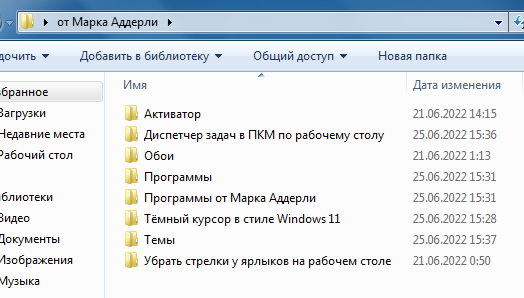 от Марка Аддерли
Добавить в библиотеку Общий доступ Новая папка
Имя Дата изменения
Активатор 21.06.2022 14:15
Загрузки
Диспетчер задач в ПКМ по рабочему столу 25.06.2022 15:36
Недавние места
Обои 21.06.2022 1:13
Рабочий стол
Программы 25.06.2022 15:31
Программы от Марка Аддерли 25.06.2022 15:31
Тёмный курсор в стиле Windows 11 25.06.2022 15:28
Видео
Темы 25.06.2022 15:37
Документы
Убрать стрелки у ярлыков на рабочем столе 21.06.2022 0:50
Изображения
Музыка